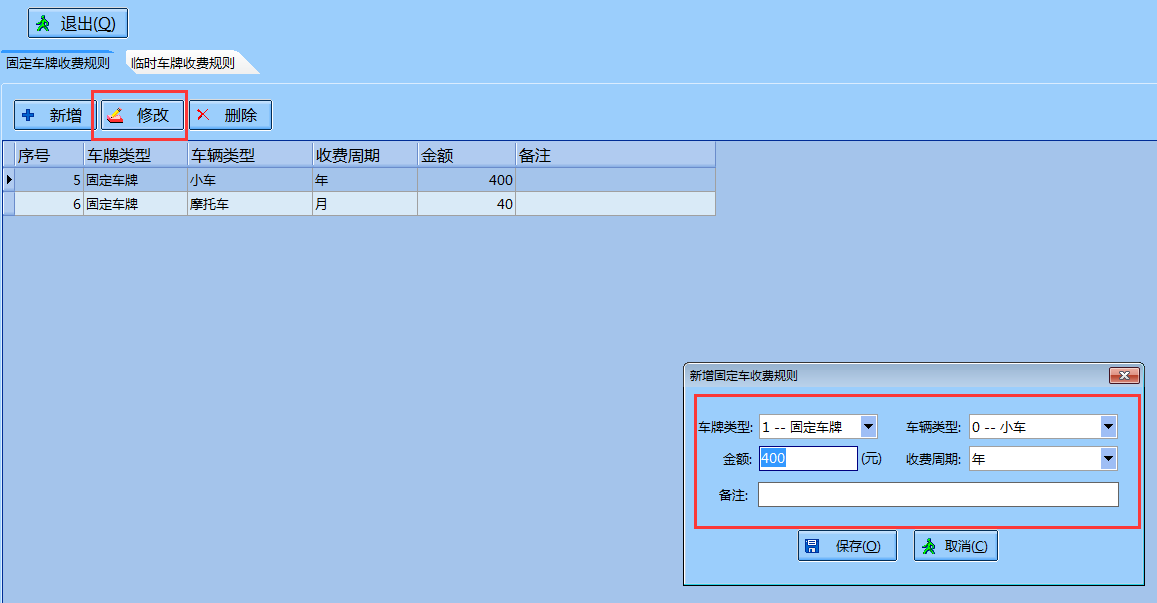 退出(Q)
固定车牌收费规则 临时车牌收费规则
新增 修改 删除
序号 车牌类型 车辆类型 收费周期 金额 备注
5 固定车牌 小车 年 400
6 固定车牌 摩托车 月 40
新增固定车收费规则
车牌类型: 1 -- 固定车牌 车辆类型: 0 -- 小车
金额: 400 (元) 收费周期: 年
备注:
保存(O) 取消(C)